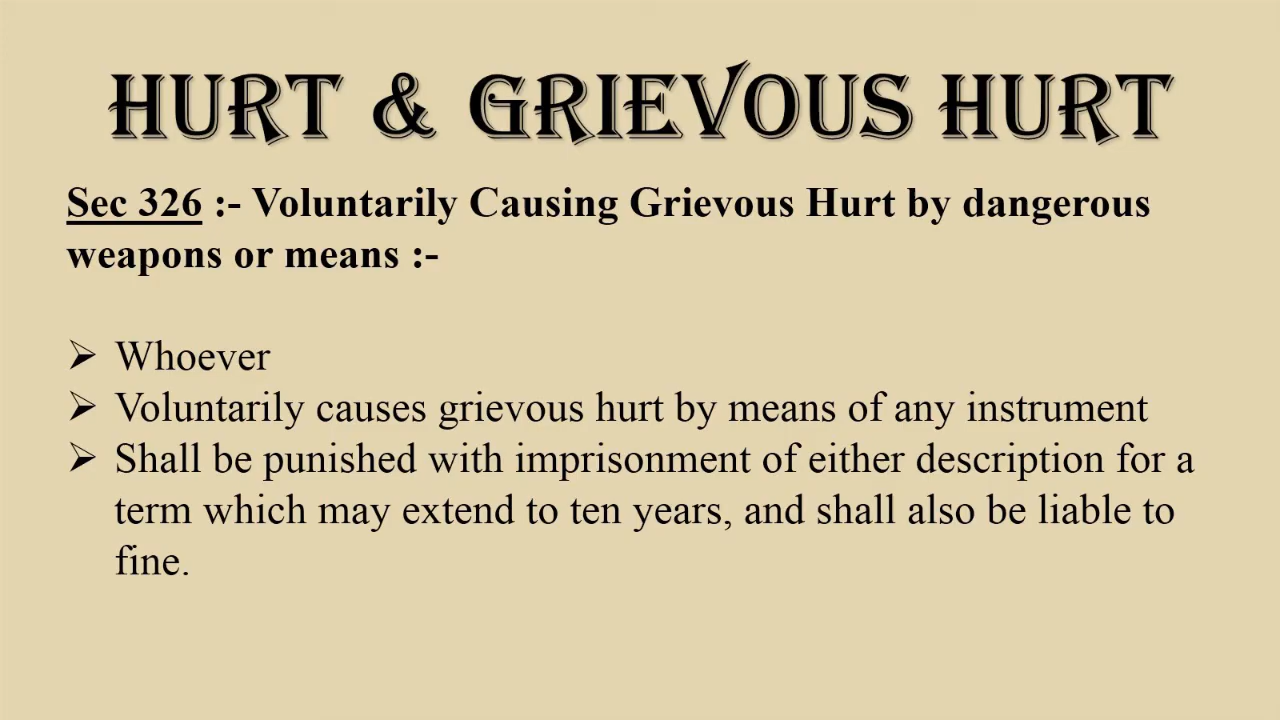 HURT & GRIEVOUS HURT
Sec 326 :- Voluntarily Causing Grievous Hurt by dangerous
weapons or means :-
➢ Whoever
➢ Voluntarily causes grievous hurt by means of any instrument
➢ Shall be punished with imprisonment of either description for a
term which may extend to ten years, and shall also be liable to
fine.